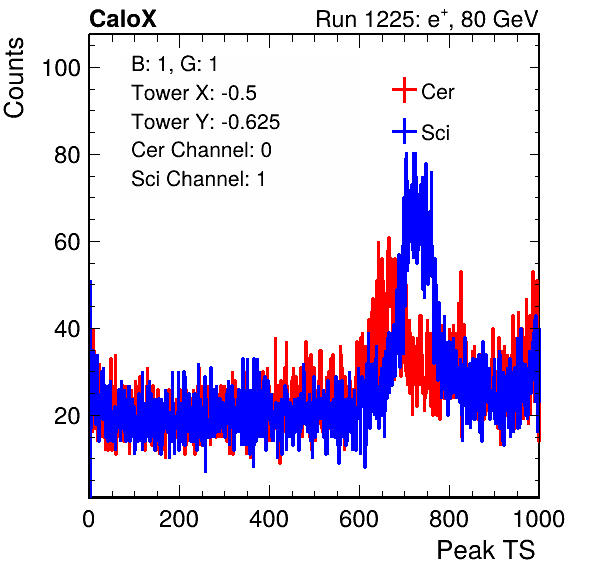 CaloX Run 1225: e⁺, 80 GeV
B: 1, G: 1
Tower X: -0.5
Tower Y: -0.625
Cer Channel: 0
Sci Channel: 1
Cer
Sci
Counts
100
80
60
40
20
0 200 400 600 800 1000
Peak TS